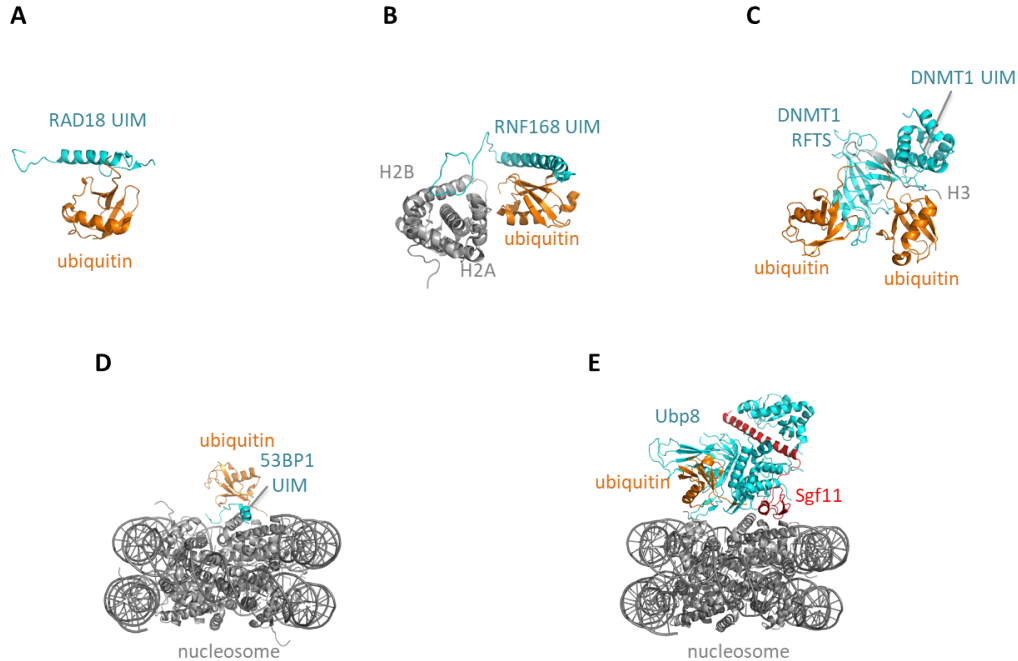 A
RAD18 UIM
ubiquitin
B
RNF168 UIM
H2B
ubiquitin
H2A
C
DNMT1 UIM
DNMT1
RFTS
H3
ubiquitin
ubiquitin
D
ubiquitin
53BP1
UIM
nucleosome
E
Ubp8
ubiquitin
Sgf11
nucleosome